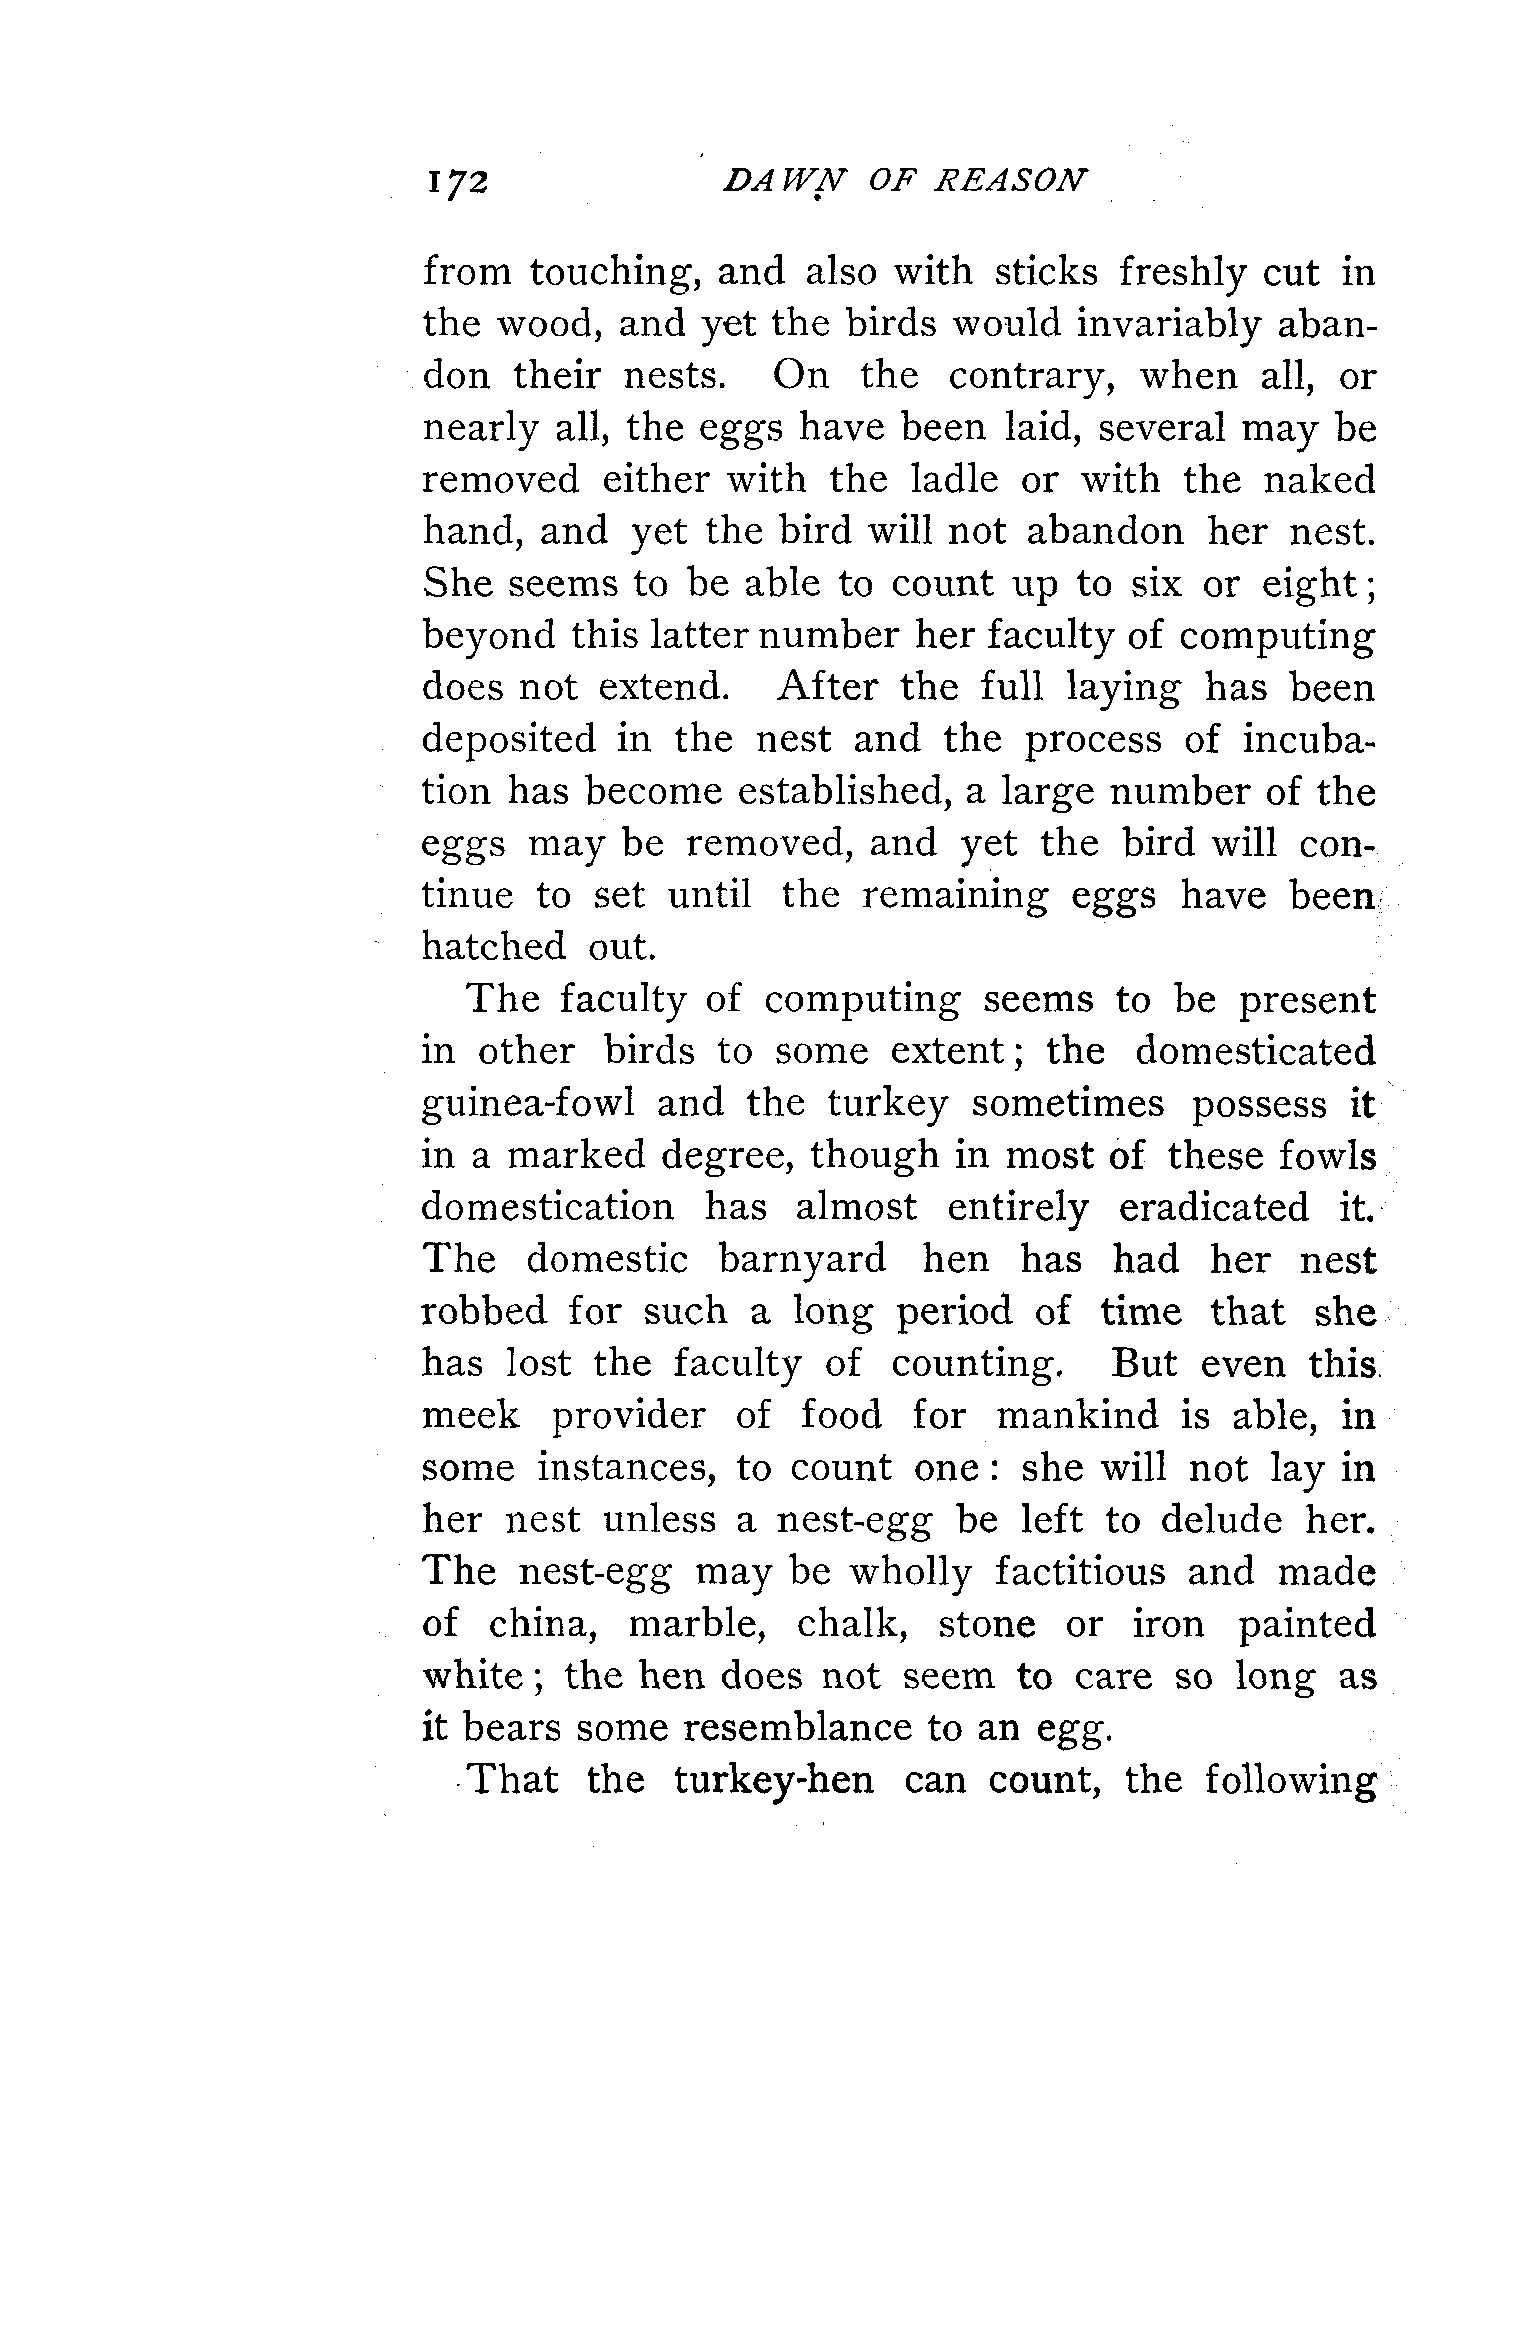 172 DAWN OF REASON
from touching, and also with sticks freshly cut in
the wood, and yet the birds would invariably aban-
don their nests. On the contrary, when all, or
nearly all, the eggs have been laid, several may be
removed either with the ladle or with the naked
hand, and yet the bird will not abandon her nest.
She seems to be able to count up to six or eight;
beyond this latter number her faculty of computing
does not extend. After the full laying has been
deposited in the nest and the process of incuba-
tion has become established, a large number of the
eggs may be removed, and yet the bird will con-
tinue to set until the remaining eggs have been
hatched out.
The faculty of computing seems to be present
in other birds to some extent; the domesticated
guinea-fowl and the turkey sometimes possess it
in a marked degree, though in most of these fowls
domestication has almost entirely eradicated it.
The domestic barnyard hen has had her nest
robbed for such a long period of time that she
has lost the faculty of counting. But even this
meek provider of food for mankind is able, in
some instances, to count one: she will not lay in
her nest unless a nest-egg be left to delude her.
The nest-egg may be wholly factitious and made
of china, marble, chalk, stone or iron painted
white; the hen does not seem to care so long as
it bears some resemblance to an egg.
That the turkey-hen can count, the following